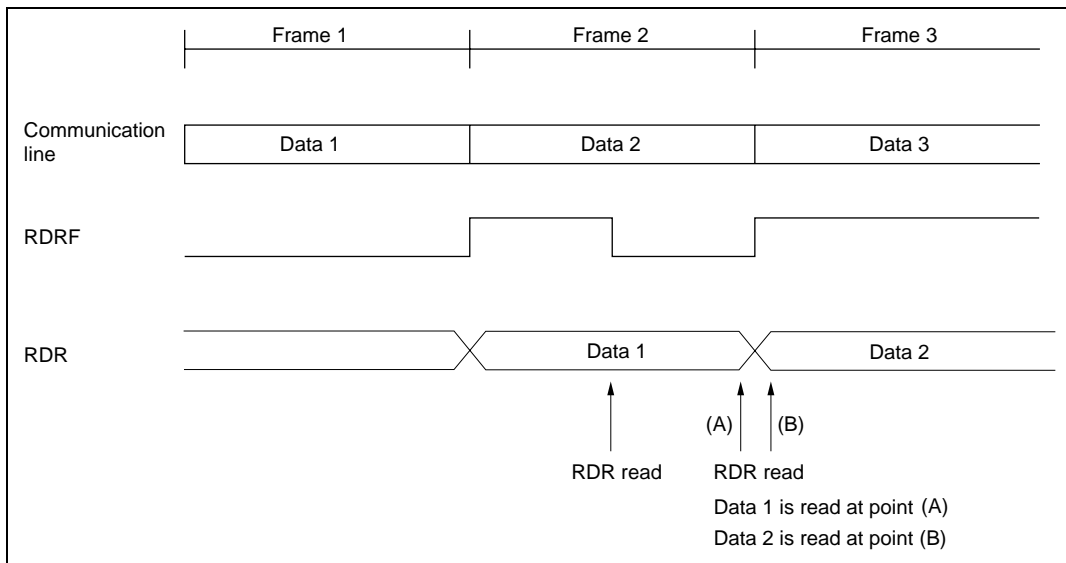 Frame 1 Frame 2 Frame 3
Communication
line
Data 1 Data 2 Data 3
RDRF
RDR
Data 1 Data 2
(A) (B)
RDR read RDR read
Data 1 is read at point (A)
Data 2 is read at point (B)